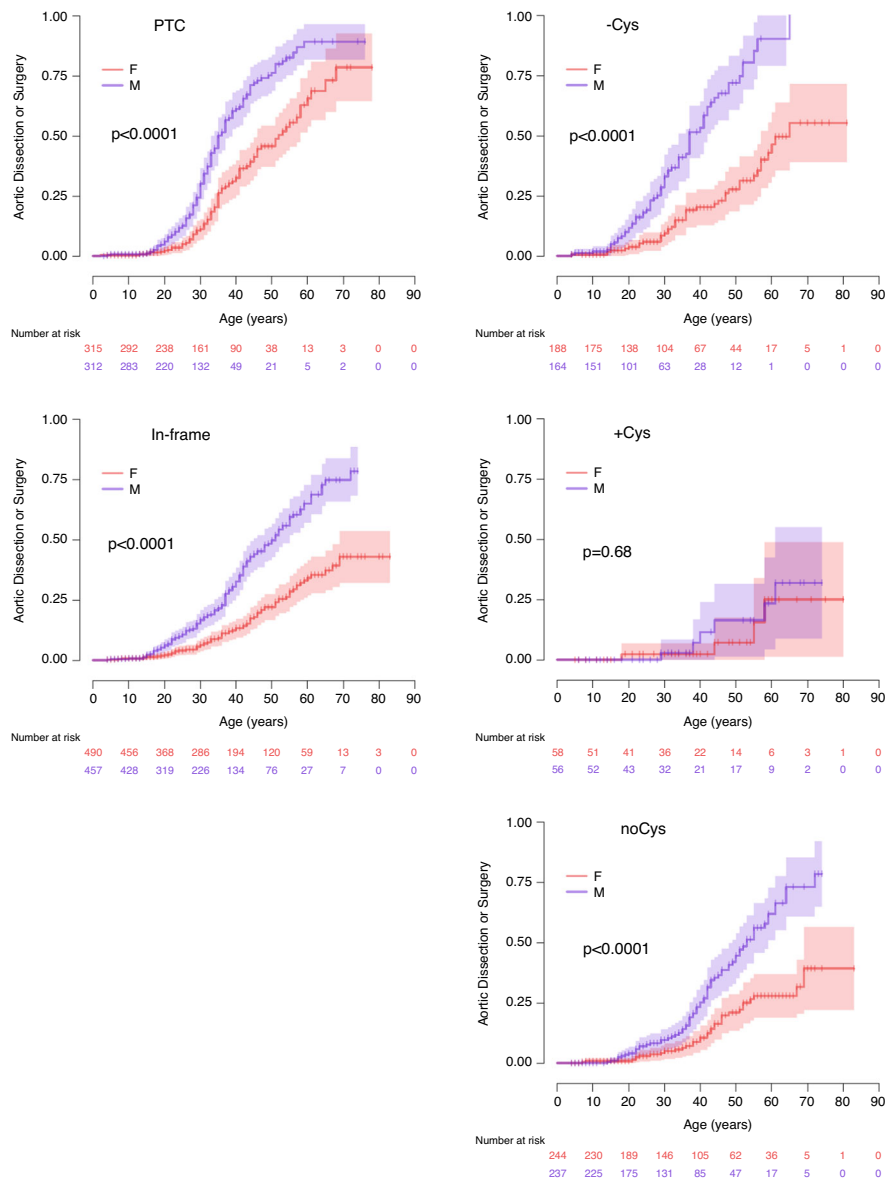 PTC
Aortic Dissection or Surgery
1.00
0.75
0.50
0.25
0.00
F
M
p<0.0001
0 10 20 30 40 50 60 70 80 90
Age (years)
Number at risk
315 292 238 161 90 38 13 3 0 0
312 283 220 132 49 21 5 2 0 0
-Cys
Aortic Dissection or Surgery
1.00
0.75
0.50
0.25
0.00
F
M
p<0.0001
0 10 20 30 40 50 60 70 80 90
Age (years)
Number at risk
188 175 138 104 67 44 17 5 1 0
164 151 101 63 28 12 1 0 0 0
In-frame
Aortic Dissection or Surgery
1.00
0.75
0.50
0.25
0.00
F
M
p<0.0001
0 10 20 30 40 50 60 70 80 90
Age (years)
Number at risk
490 456 368 286 194 120 59 13 3 0
457 428 319 226 134 76 27 7 0 0
+Cys
Aortic Dissection or Surgery
1.00
0.75
0.50
0.25
0.00
F
M
p=0.68
0 10 20 30 40 50 60 70 80 90
Age (years)
Number at risk
58 51 41 36 22 14 6 3 1 0
56 52 43 32 21 17 9 2 0 0
noCys
Aortic Dissection or Surgery
1.00
0.75
0.50
0.25
0.00
F
M
p<0.0001
0 10 20 30 40 50 60 70 80 90
Age (years)
Number at risk
244 230 189 146 105 62 36 5 1 0
237 225 175 131 85 47 17 5 0 0